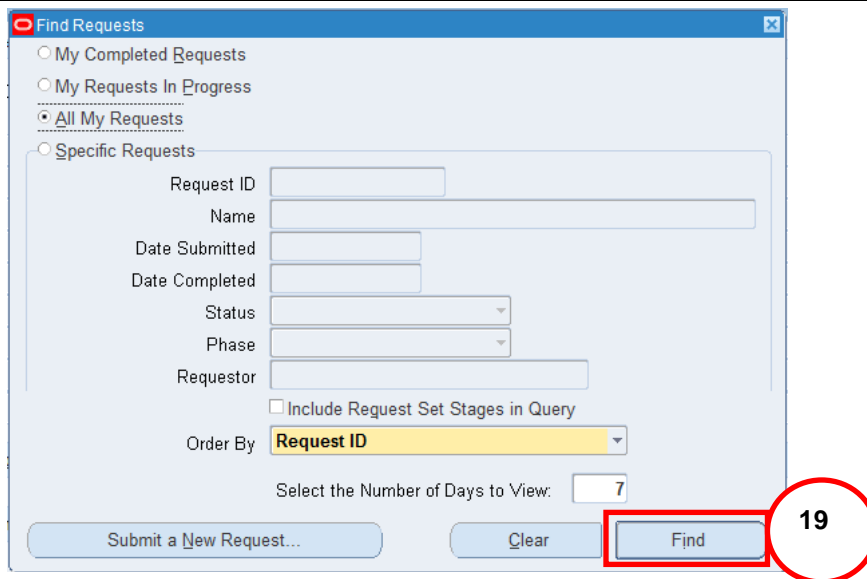 Find Requests
My Completed Requests
My Requests In Progress
All My Requests
Specific Requests
Request ID
Name
Date Submitted
Date Completed
Status
Phase
Requestor
Include Request Set Stages in Query
Order By Request ID
Select the Number of Days to View: 7
Submit a New Request... Clear Find 19